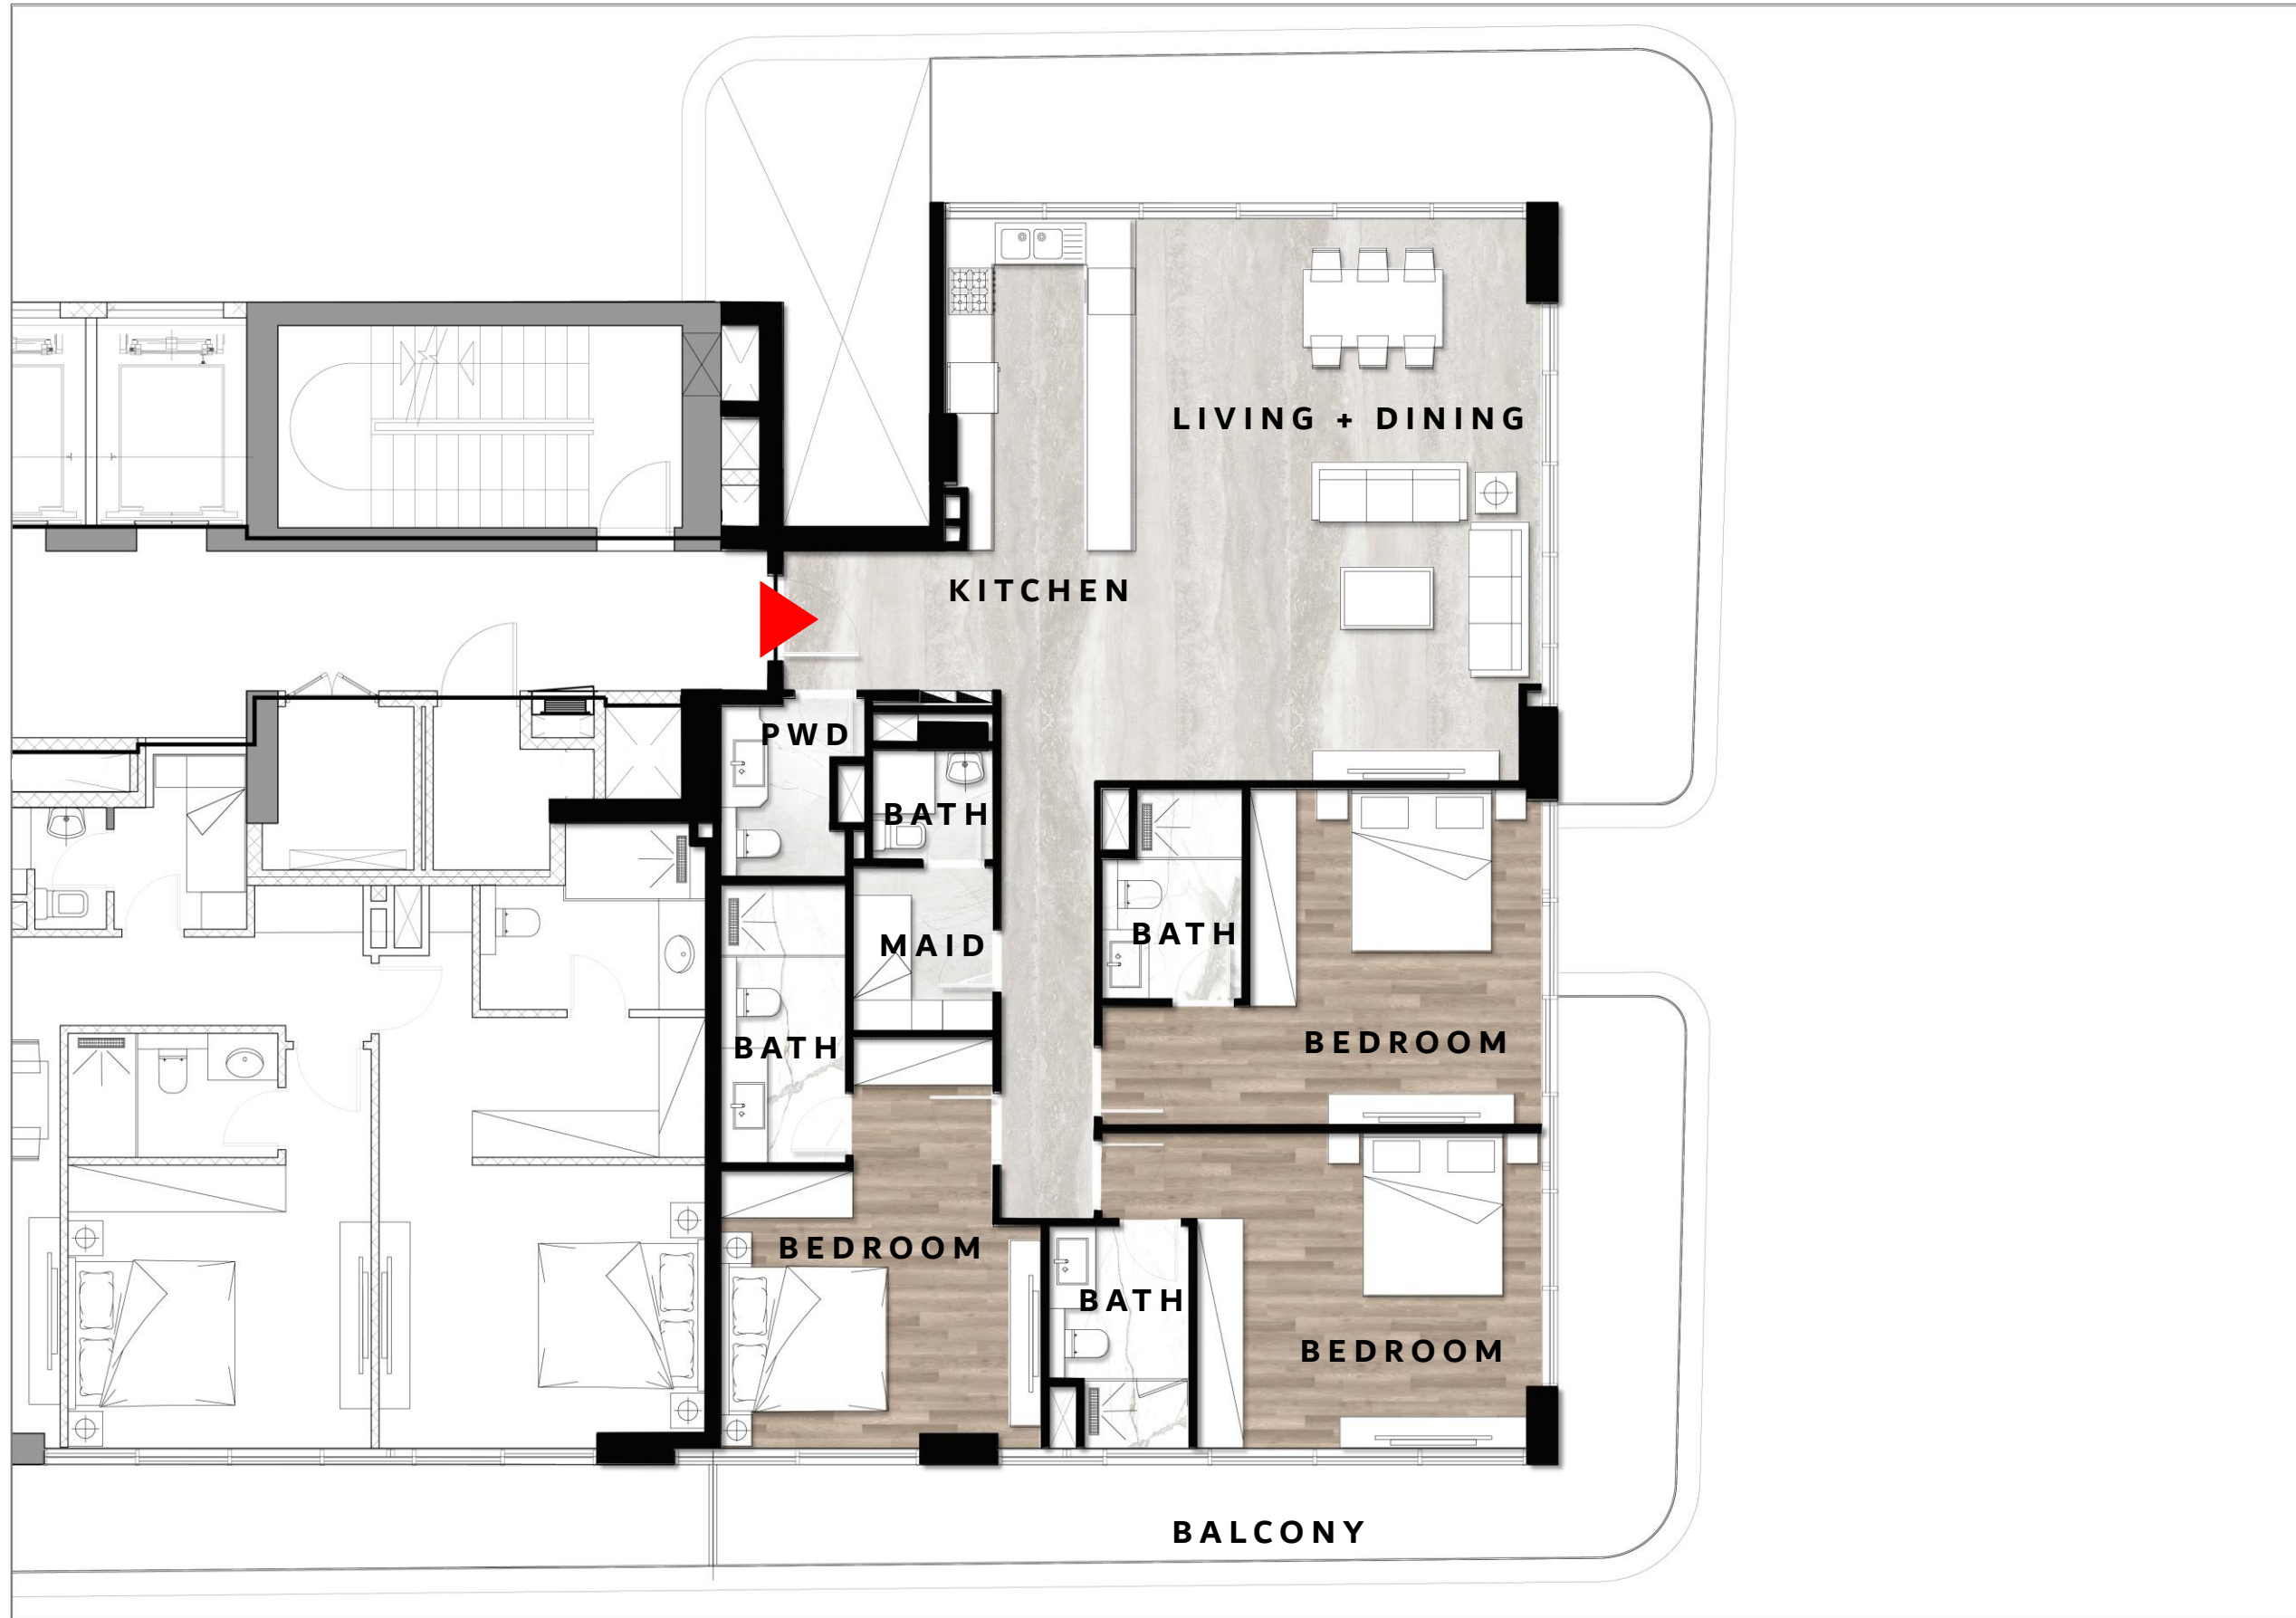 LIVING + DINING
KITCHEN
PWD
BATH
BATH
MAID
BEDROOM
BATH
BEDROOM
BATH
BEDROOM
BALCONY